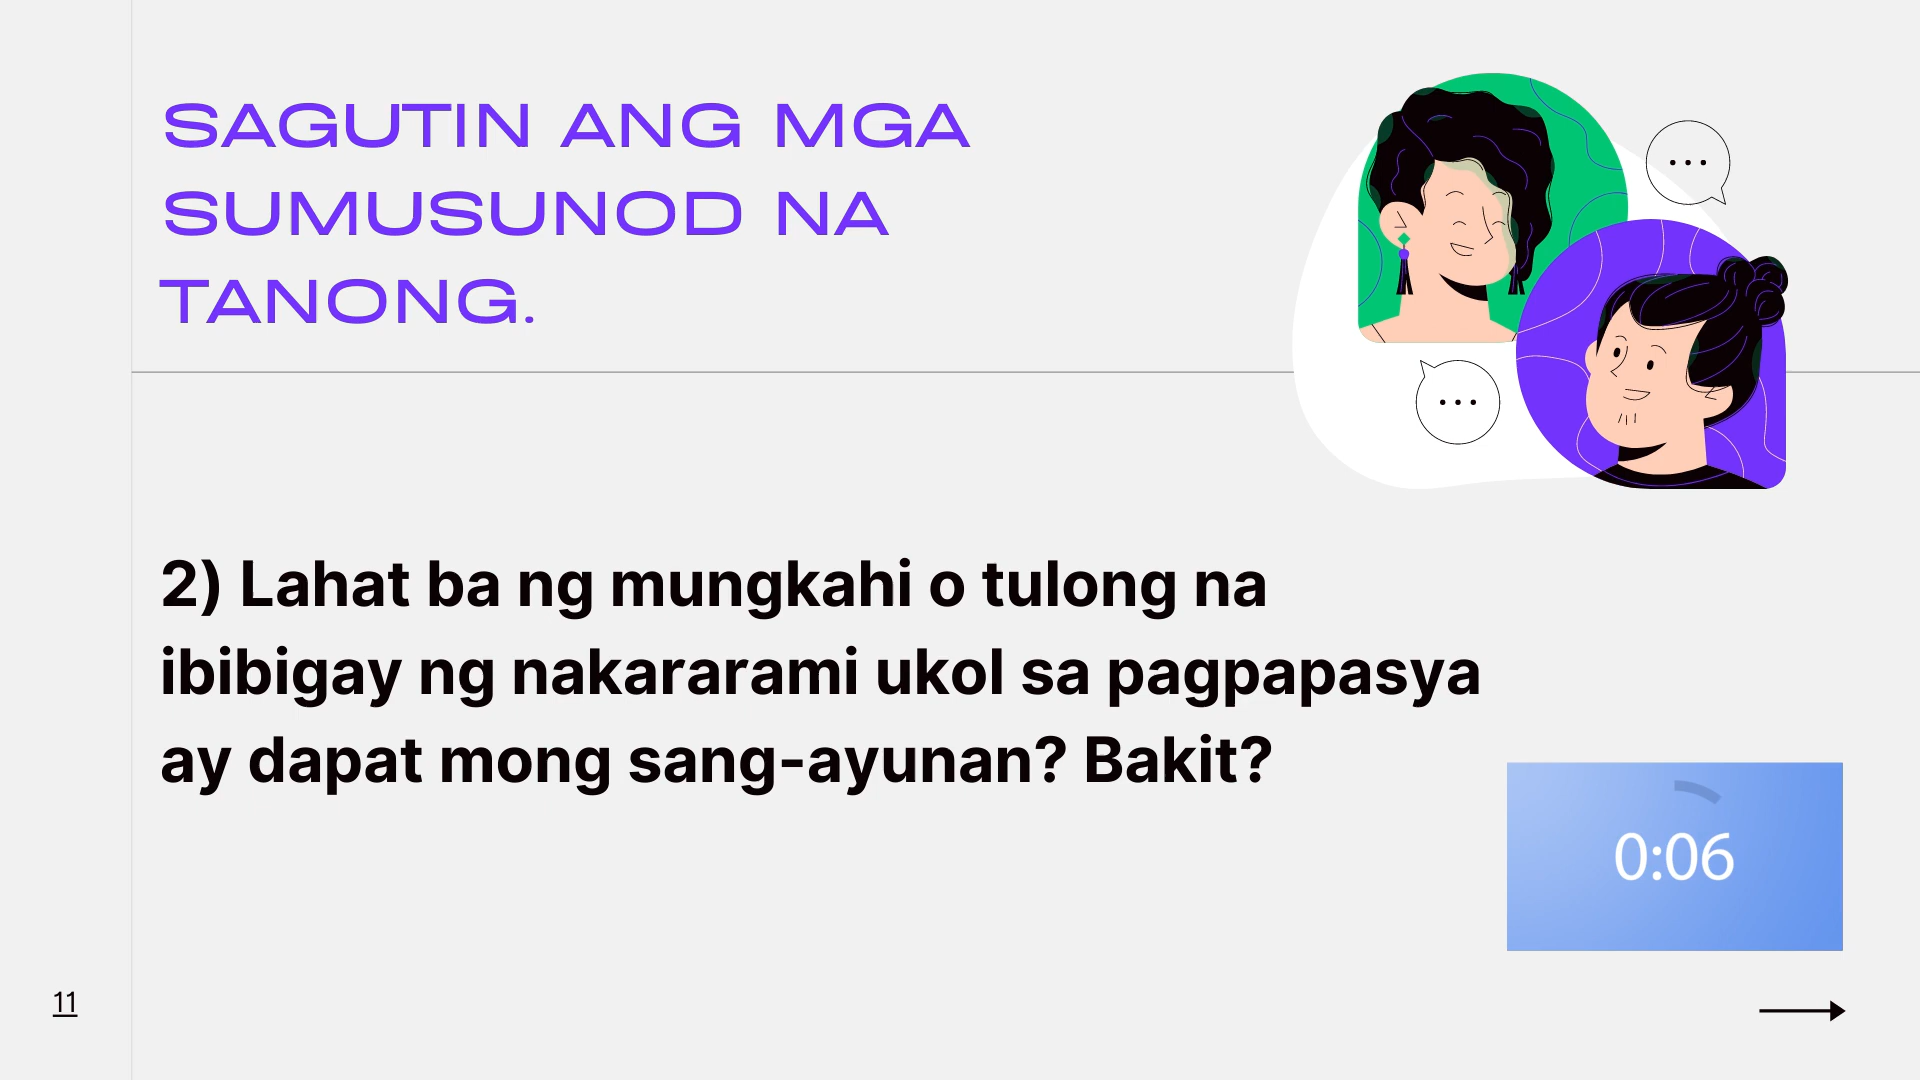 SAGUTIN ANG MGA
SUMUSUNOD NA
TANONG.
2) Lahat ba ng mungkahi o tulong na
ibibigay ng nakararami ukol sa pagpapasya
ay dapat mong sang-ayunan? Bakit?
0:06
11